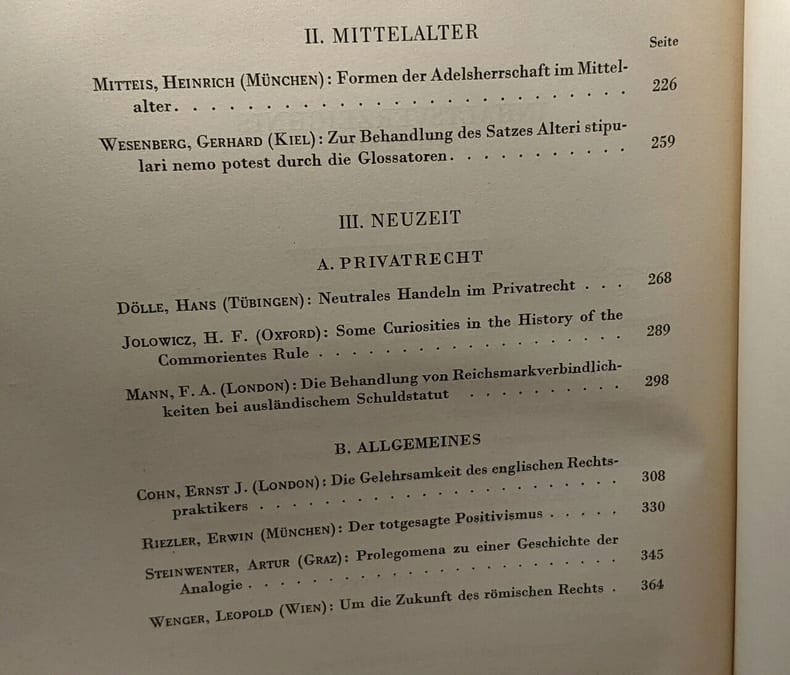 II. MITTELALTER
Seite
MITTEIS, HEINRICH (MÜNCHEN): Formen der Adelsherrschaft im Mittel-
alter. . . . . . . . . . . . . . . . . . . . . . . 226
WESENBERG, GERHARD (KIEL): Zur Behandlung des Satzes Alteri stipu-
lari nemo potest durch die Glossatoren. . . . . . . . . . 259
III. NEUZEIT
A. PRIVATRECHT
DÖLLE, HANS (TÜBINGEN): Neutrales Handeln im Privatrecht . . . 268
JOLOWICZ, H. F. (OXFORD): Some Curiosities in the History of the
Commorientes Rule . . . . . . . . . . . . . . . . . 289
MANN, F. A. (LONDON): Die Behandlung von Reichsmarkverbindlich-
keiten bei ausländischem Schuldstatut . . . . . . . . . 298
B. ALLGEMEINES
COHN, ERNST J. (LONDON): Die Gelehrsamkeit des englischen Rechts-
praktikers . . . . . . . . . . . . . . . . . . . . 308
RIEZLER, ERWIN (MÜNCHEN): Der totgesagte Positivismus . . . . . 330
STEINWENTER, ARTUR (GRAZ): Prolegomena zu einer Geschichte der
Analogie . . . . . . . . . . . . . . . . . . . . . 345
WENGER, LEOPOLD (WIEN): Um die Zukunft des römischen Rechts . 364